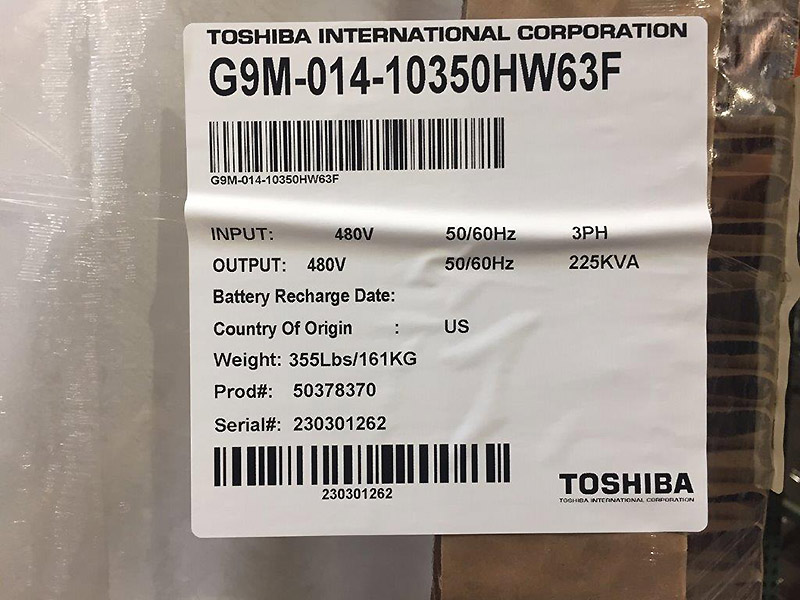 TOSHIBA INTERNATIONAL CORPORATION
G9M-014-10350HW63F
G9M-014-10350HW63F
INPUT: 480V 50/60Hz 3PH
OUTPUT: 480V 50/60Hz 225KVA
Battery Recharge Date:
Country Of Origin : US
Weight: 355Lbs/161KG
Prod#: 50378370
Serial#: 230301262
230301262
TOSHIBA
TOSHIBA INTERNATIONAL CORPORATION